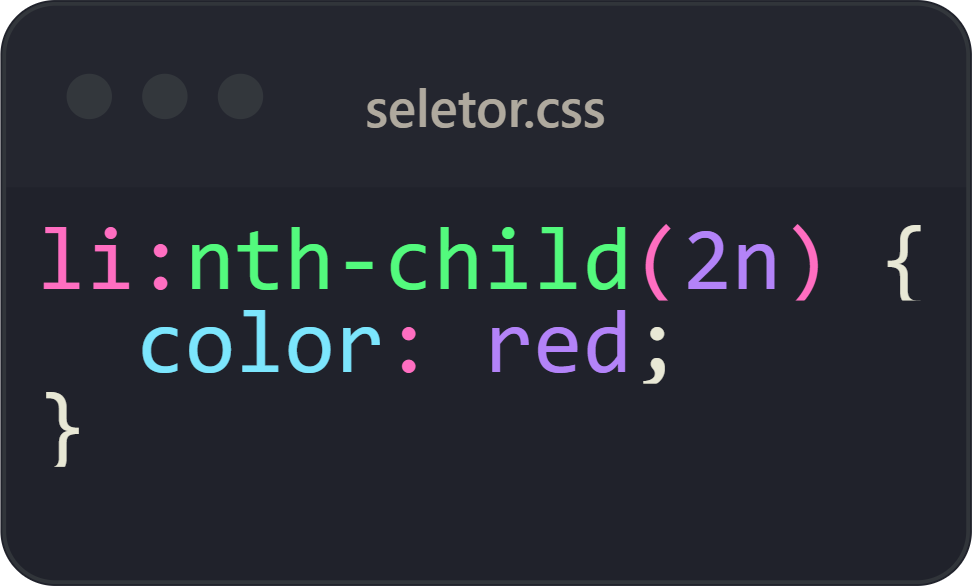 seletor.css
li:nth-child(2n) {
  color: red;
}